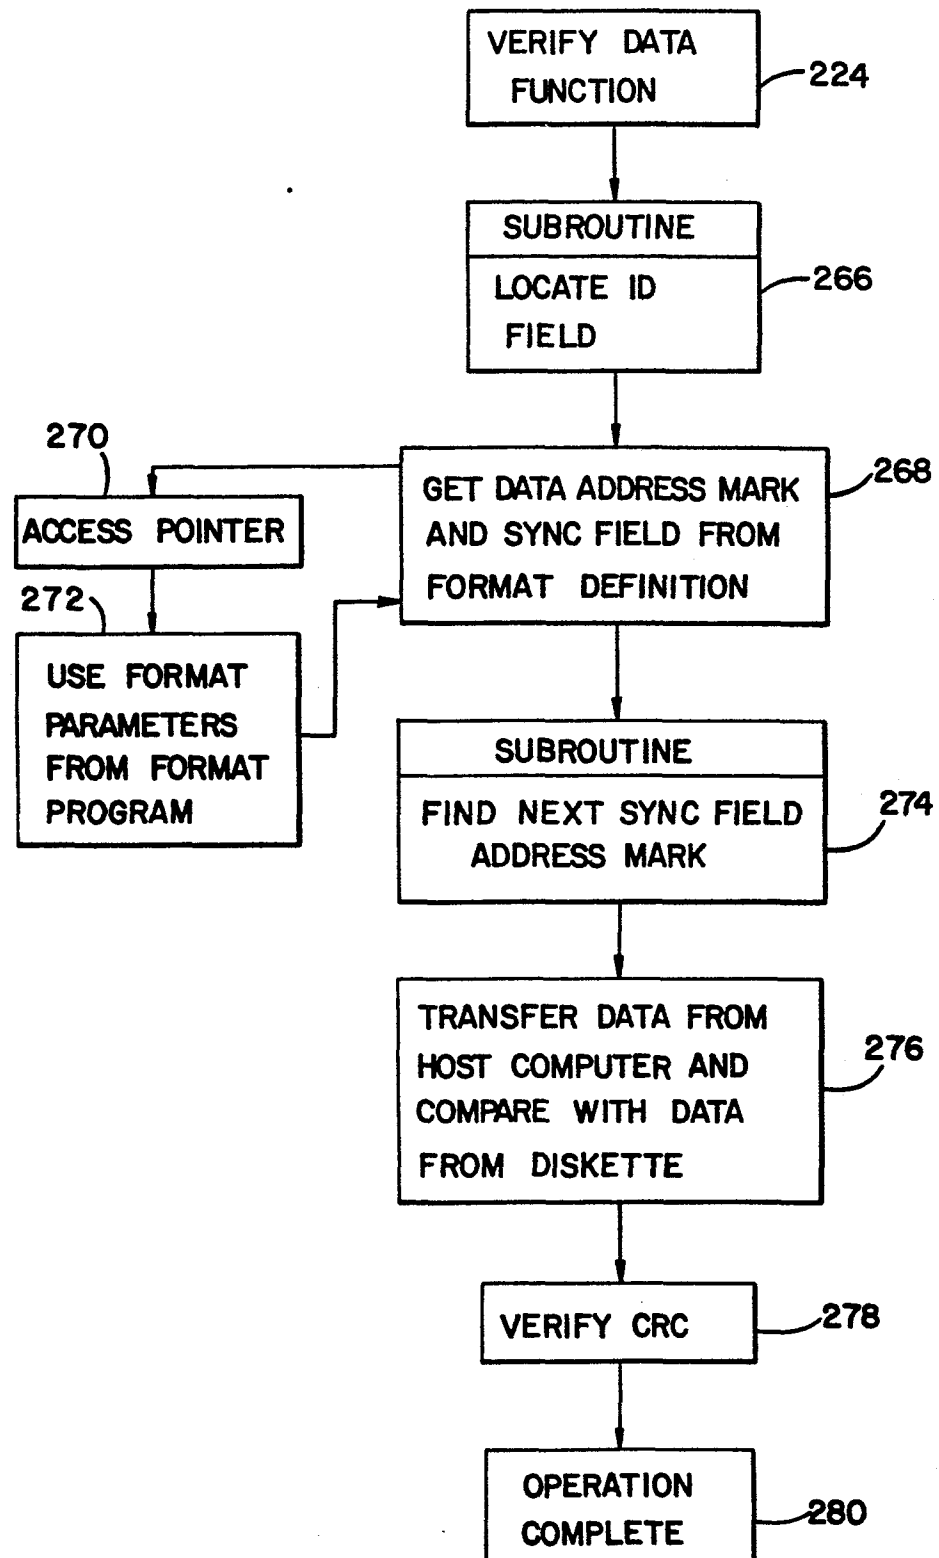 VERIFY DATA
FUNCTION
224
SUBROUTINE
LOCATE ID
FIELD
266
270
ACCESS POINTER
GET DATA ADDRESS MARK
AND SYNC FIELD FROM
FORMAT DEFINITION
268
272
USE FORMAT
PARAMETERS
FROM FORMAT
PROGRAM
SUBROUTINE
FIND NEXT SYNC FIELD
ADDRESS MARK
274
TRANSFER DATA FROM
HOST COMPUTER AND
COMPARE WITH DATA
FROM DISKETTE
276
VERIFY CRC
278
OPERATION
COMPLETE
280